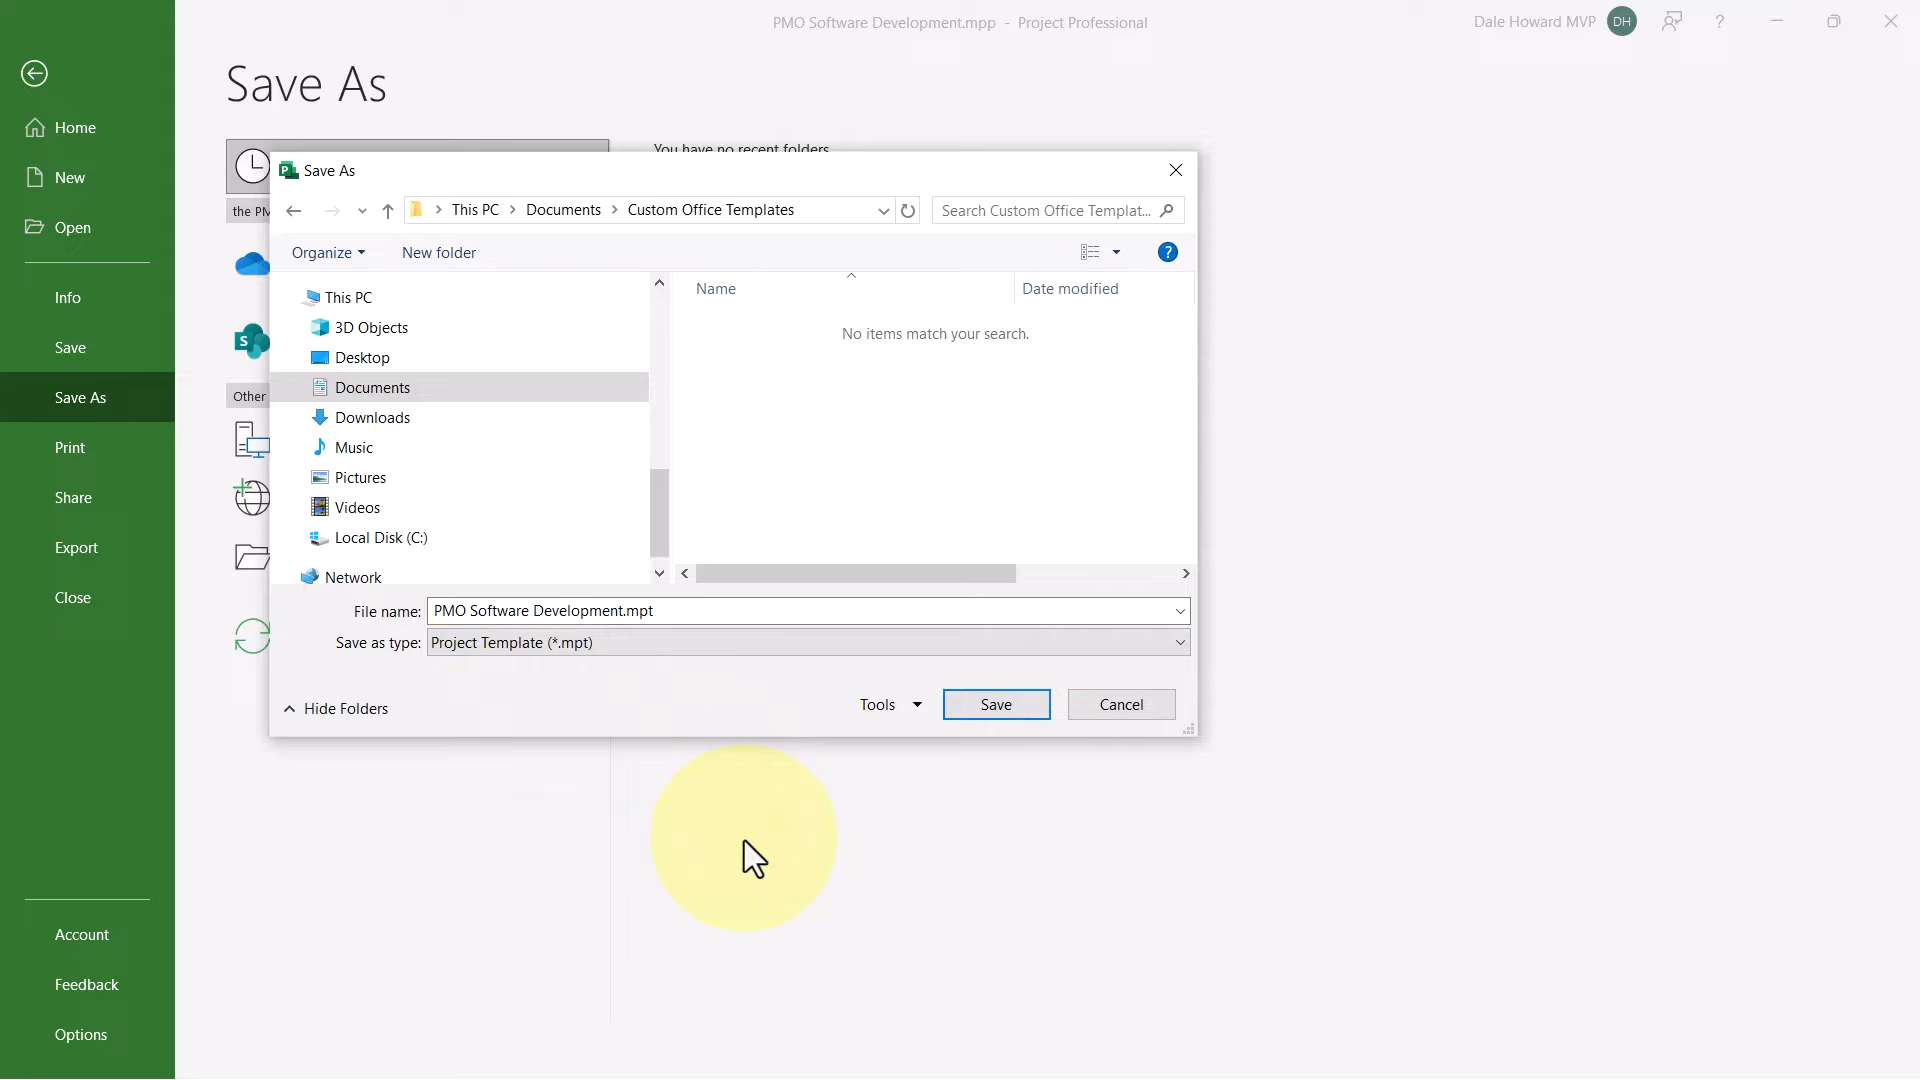 PMO Software Development.mpp - Project Professional
Dale Howard MVP DH ?
Save As
Home
New
Open
Info
Save
Save As
Print
Share
Export
Close
Account
Feedback
Options
You have no recent folders
the PM
S
Other
P Save As
This PC > Documents > Custom Office Templates
Search Custom Office Templat...
Organize
New folder
?
This PC
3D Objects
Desktop
Documents
Downloads
Music
Pictures
Videos
Local Disk (C:)
Network
Name
Date modified
No items match your search.
File name: PMO Software Development.mpt
Save as type: Project Template (*.mpt)
Hide Folders
Tools
Save
Cancel